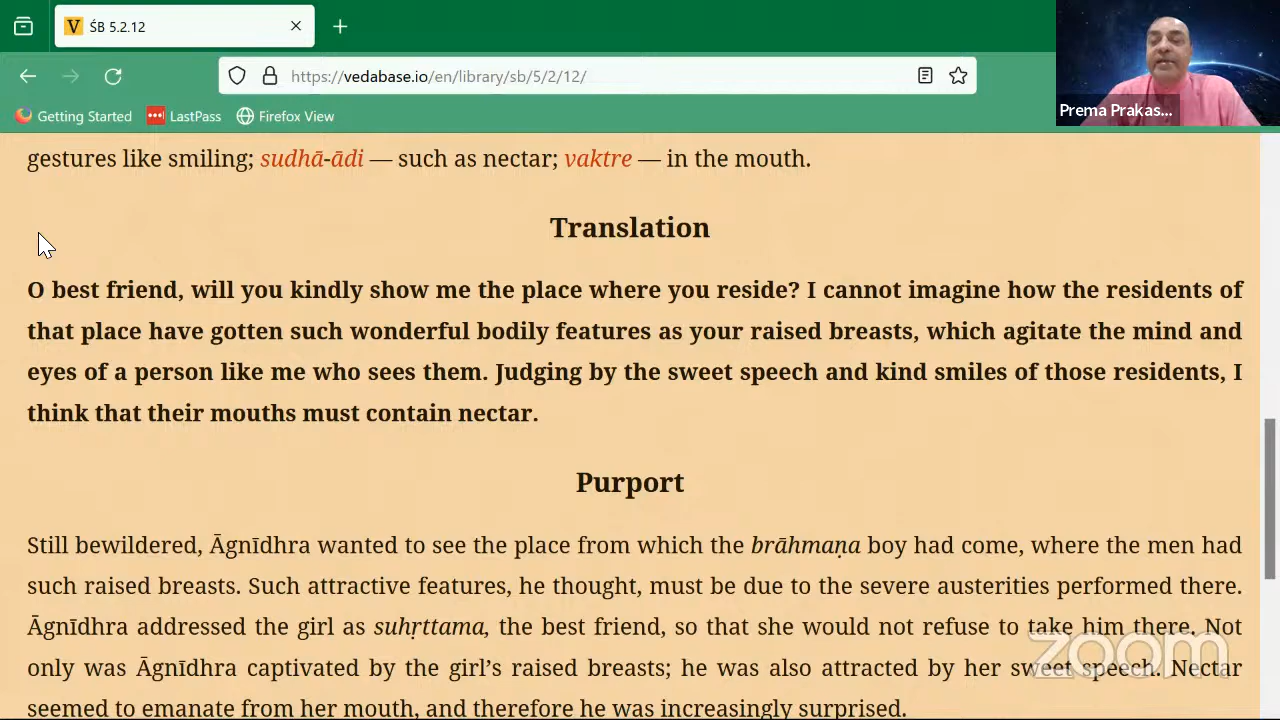 ŚB 5.2.12
https://vedabase.io/en/library/sb/5/2/12/
Getting Started LastPass Firefox View
Prema Prakas...
gestures like smiling; sudhā-ādi — such as nectar; vaktre — in the mouth.
Translation
O best friend, will you kindly show me the place where you reside? I cannot imagine how the residents of
that place have gotten such wonderful bodily features as your raised breasts, which agitate the mind and
eyes of a person like me who sees them. Judging by the sweet speech and kind smiles of those residents, I
think that their mouths must contain nectar.
Purport
Still bewildered, Āgnīdhra wanted to see the place from which the brāhmaṇa boy had come, where the men had
such raised breasts. Such attractive features, he thought, must be due to the severe austerities performed there.
Āgnīdhra addressed the girl as suhṛttama, the best friend, so that she would not refuse to take him there. Not
only was Āgnīdhra captivated by the girl’s raised breasts; he was also attracted by her sweet speech. Nectar
seemed to emanate from her mouth, and therefore he was increasingly surprised.
zoom